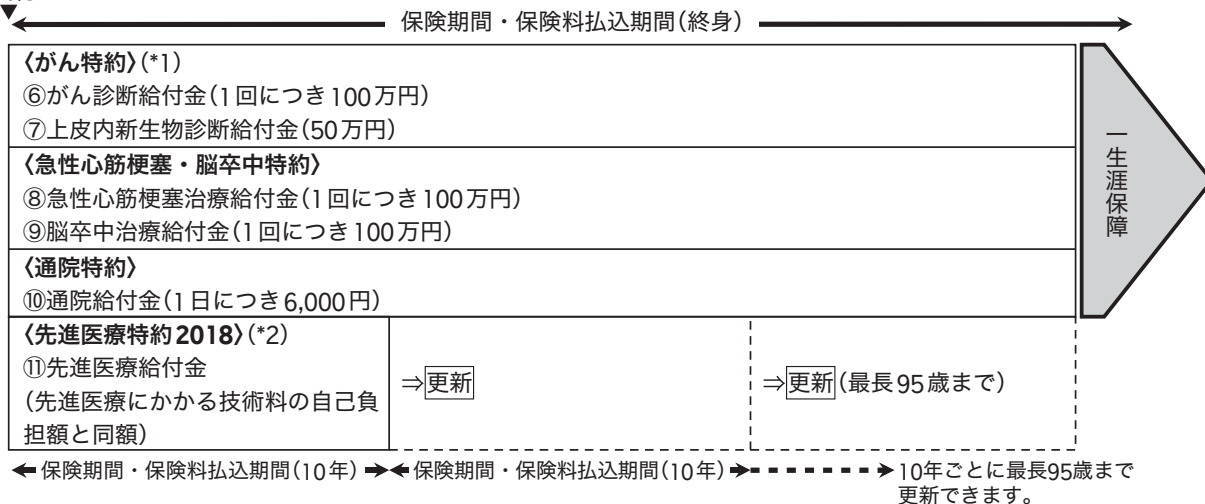 保険期間・保険料払込期間(終身)
〈がん特約〉(*1)
⑥がん診断給付金(1回につき100万円)
⑦上皮内新生物診断給付金(50万円)
〈急性心筋梗塞・脳卒中特約〉
⑧急性心筋梗塞治療給付金(1回につき100万円)
⑨脳卒中治療給付金(1回につき100万円)
〈通院特約〉
⑩通院給付金(1日につき6,000円)
一生涯保障
〈先進医療特約2018〉(*2)
⑪先進医療給付金
(先進医療にかかる技術料の自己負
担額と同額)
⇒更新
⇒更新(最長95歳まで)
保険期間・保険料払込期間(10年)
保険期間・保険料払込期間(10年)
10年ごとに最長95歳まで
更新できます。